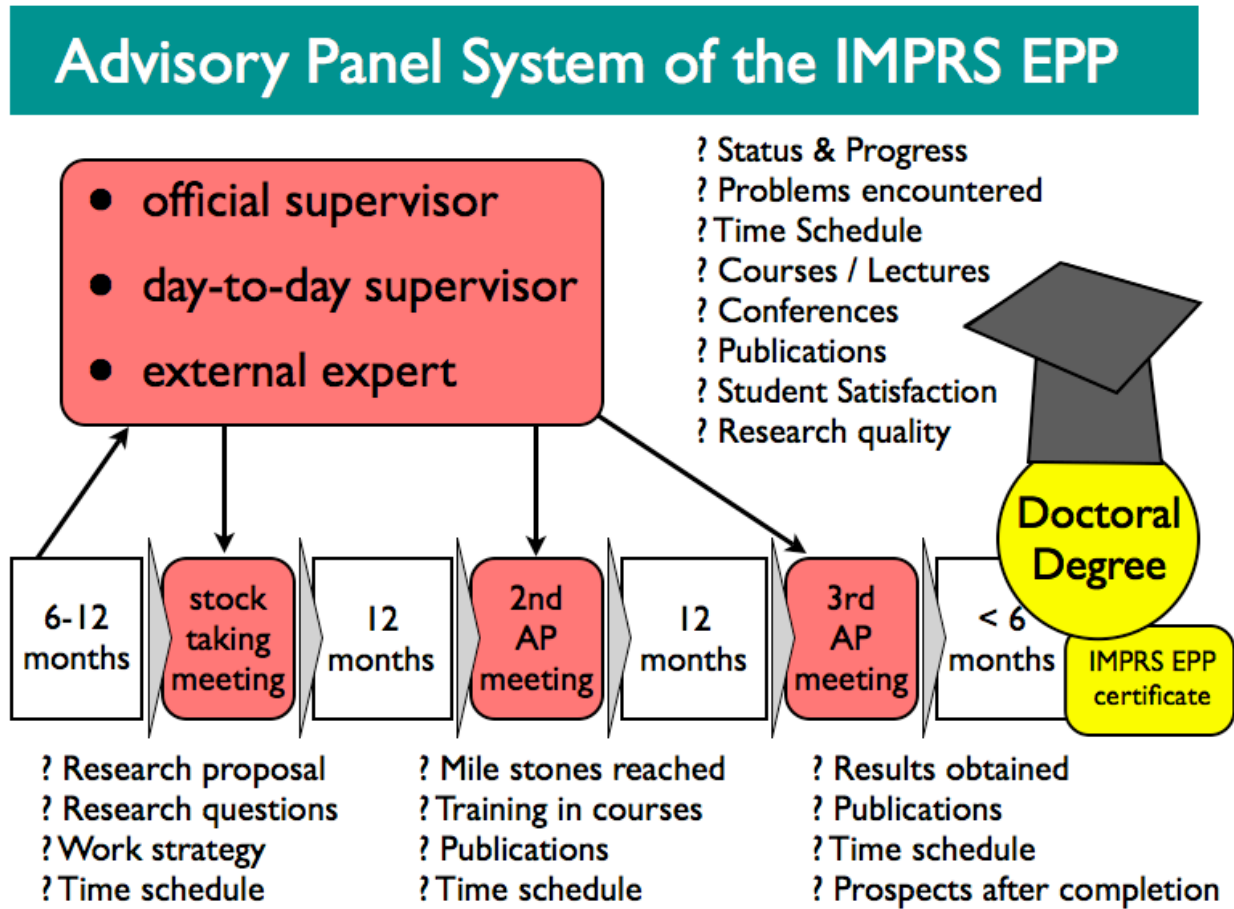 Advisory Panel System of the IMPRS EPP
● official supervisor
● day-to-day supervisor
● external expert
? Status & Progress
? Problems encountered
? Time Schedule
? Courses / Lectures
? Conferences
? Publications
? Student Satisfaction
? Research quality
6-12
months
stock
taking
meeting
12
months
2nd
AP
meeting
12
months
3rd
AP
meeting
< 6
months
Doctoral
Degree
IMPRS EPP
certificate
? Research proposal
? Research questions
? Work strategy
? Time schedule
? Mile stones reached
? Training in courses
? Publications
? Time schedule
? Results obtained
? Publications
? Time schedule
? Prospects after completion